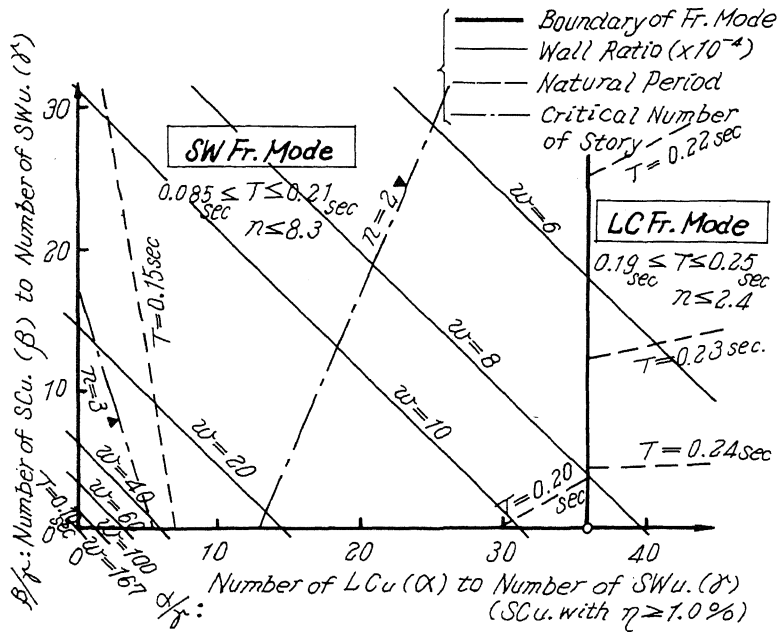 Boundary of Fr. Mode
Wall Ratio (x10⁻⁴)
Natural Period
Critical Number of Story
SW Fr. Mode
0.085 sec ≤ T ≤ 0.21 sec
n ≤ 8.3
LC Fr. Mode
0.19 sec ≤ T ≤ 0.25 sec
n ≤ 2.4
T = 0.22 sec
T = 0.23 sec.
T = 0.24 sec
T = 0.20 sec
T = 0.15 sec
n = 2
n = 3
w = 6
w = 8
w = 10
w = 20
w = 40
w = 60
w = 100
w = 167
30
20
10
0
0
10
20
30
40
β/γ : Number of SCu. (β) to Number of SWu. (γ)
α/γ :
Number of LCu (α) to Number of SWu. (γ)
(SCu. with η ≥ 1.0%)